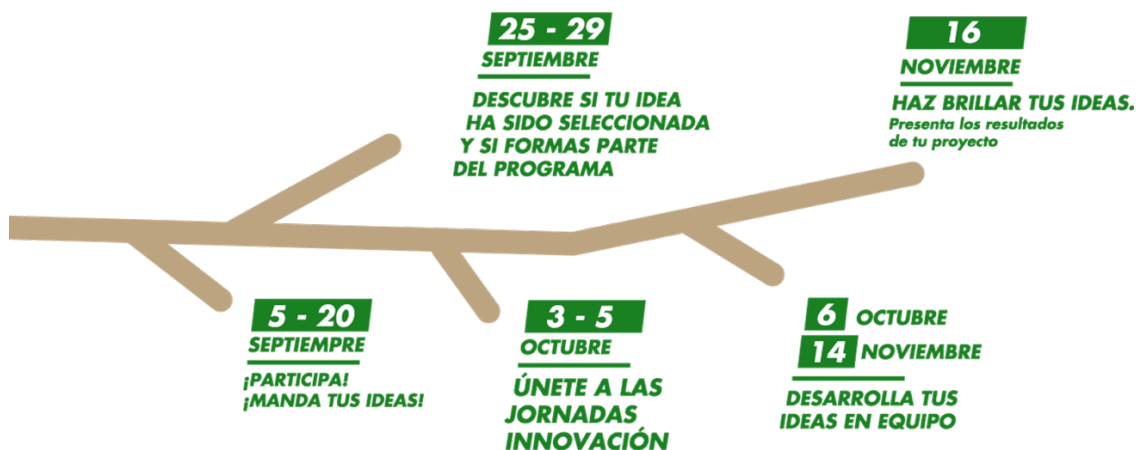 5 - 20
SEPTIEMPRE
¡PARTICIPA!
¡MANDA TUS IDEAS!
25 - 29
SEPTIEMBRE
DESCUBRE SI TU IDEA
HA SIDO SELECCIONADA
Y SI FORMAS PARTE
DEL PROGRAMA
3 - 5
OCTUBRE
ÚNETE A LAS
JORNADAS
INNOVACIÓN
6 OCTUBRE
14 NOVIEMBRE
DESARROLLA TUS
IDEAS EN EQUIPO
16
NOVIEMBRE
HAZ BRILLAR TUS IDEAS.
Presenta los resultados
de tu proyecto